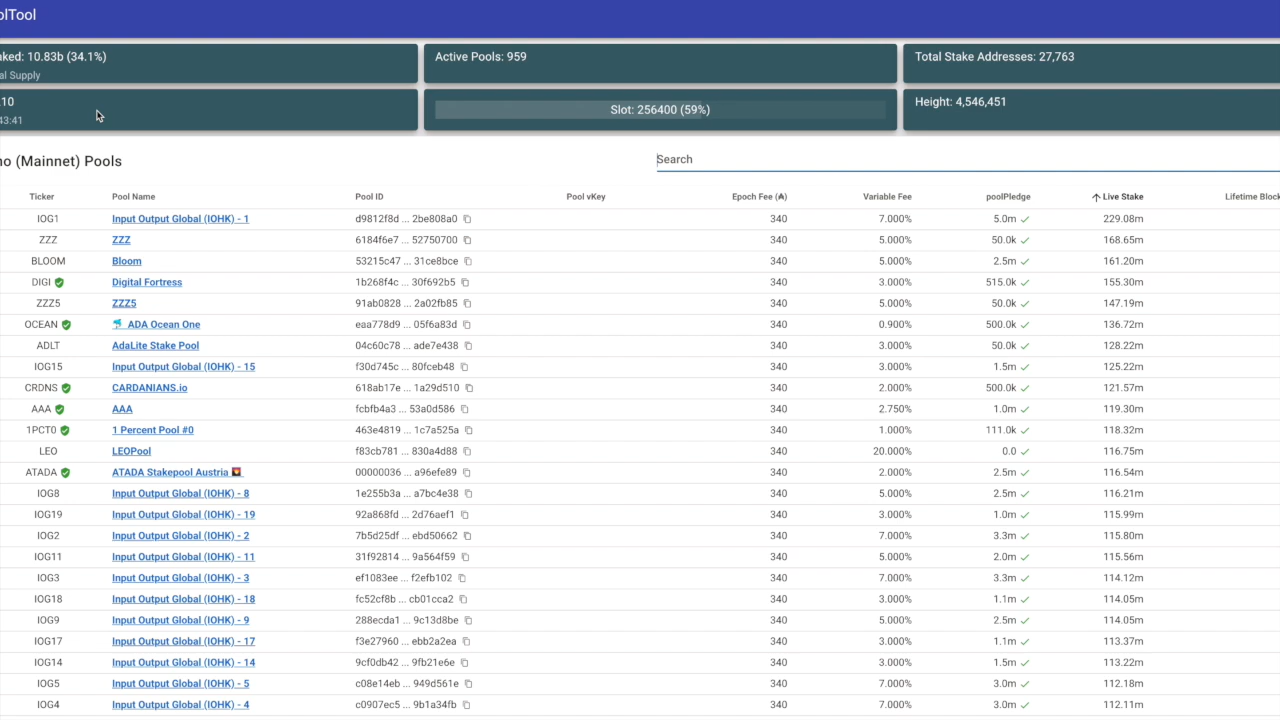 olTool
ked: 10.83b (34.1%) Active Pools: 959 Total Stake Addresses: 27,763
al Supply
10 Slot: 256400 (59%) Height: 4,546,451
43:41
no (Mainnet) Pools Search
Ticker Pool Name Pool ID Pool vKey Epoch Fee (₳) Variable Fee poolPledge ↑ Live Stake Lifetime Block
IOG1 Input Output Global (IOHK) - 1 d9812f8d ... 2be808a0 340 7.000% 5.0m ✓ 229.08m
ZZZ ZZZ 6184f6e7 ... 52750700 340 5.000% 50.0k ✓ 168.65m
BLOOM Bloom 53215c47 ... 31ce8bce 340 5.000% 2.5m ✓ 161.20m
DIGI Digital Fortress 1b268f4c ... 30f692b5 340 3.000% 515.0k ✓ 155.30m
ZZZ5 ZZZ5 91ab0828 ... 2a02fb85 340 5.000% 50.0k ✓ 147.19m
OCEAN ADA Ocean One eaa778d9 ... 05f6a83d 340 0.900% 500.0k ✓ 136.72m
ADLT AdaLite Stake Pool 04c60c78 ... ade7e438 340 3.000% 50.0k ✓ 128.22m
IOG15 Input Output Global (IOHK) - 15 f30d745c ... 80fceb48 340 3.000% 1.5m ✓ 125.22m
CRDNS CARDANIANS.io 618ab17e ... 1a29d510 340 2.000% 500.0k ✓ 121.57m
AAA AAA fcbfb4a3 ... 53a0d586 340 2.750% 1.0m ✓ 119.30m
1PCT0 1 Percent Pool #0 463e4819 ... 1c7a525a 340 1.000% 111.0k ✓ 118.32m
LEO LEOPool f83cb781 ... 830a4d88 340 20.000% 0.0 ✓ 116.75m
ATADA ATADA Stakepool Austria 00000036 ... a96efe89 340 2.000% 2.5m ✓ 116.54m
IOG8 Input Output Global (IOHK) - 8 1e255b3a ... a7bc4e38 340 5.000% 2.5m ✓ 116.21m
IOG19 Input Output Global (IOHK) - 19 92a868fd ... 2d76aef1 340 3.000% 1.0m ✓ 115.99m
IOG2 Input Output Global (IOHK) - 2 7b5d25df ... ebd50662 340 7.000% 3.3m ✓ 115.80m
IOG11 Input Output Global (IOHK) - 11 31f92814 ... 9a564f59 340 5.000% 2.0m ✓ 115.56m
IOG3 Input Output Global (IOHK) - 3 ef1083ee ... f2efb102 340 7.000% 3.3m ✓ 114.12m
IOG18 Input Output Global (IOHK) - 18 fc52cf8b ... cb01cca2 340 3.000% 1.1m ✓ 114.05m
IOG9 Input Output Global (IOHK) - 9 288ecda1 ... 9c13d8be 340 5.000% 2.5m ✓ 114.05m
IOG17 Input Output Global (IOHK) - 17 f3e27960 ... ebb2a2ea 340 3.000% 1.1m ✓ 113.37m
IOG14 Input Output Global (IOHK) - 14 9cf0db42 ... 9fb21e6e 340 3.000% 1.5m ✓ 113.22m
IOG5 Input Output Global (IOHK) - 5 c08e14eb ... 949d561e 340 7.000% 3.0m ✓ 112.18m
IOG4 Input Output Global (IOHK) - 4 c0907ec5 ... 9b1a34fb 340 7.000% 3.0m ✓ 112.11m